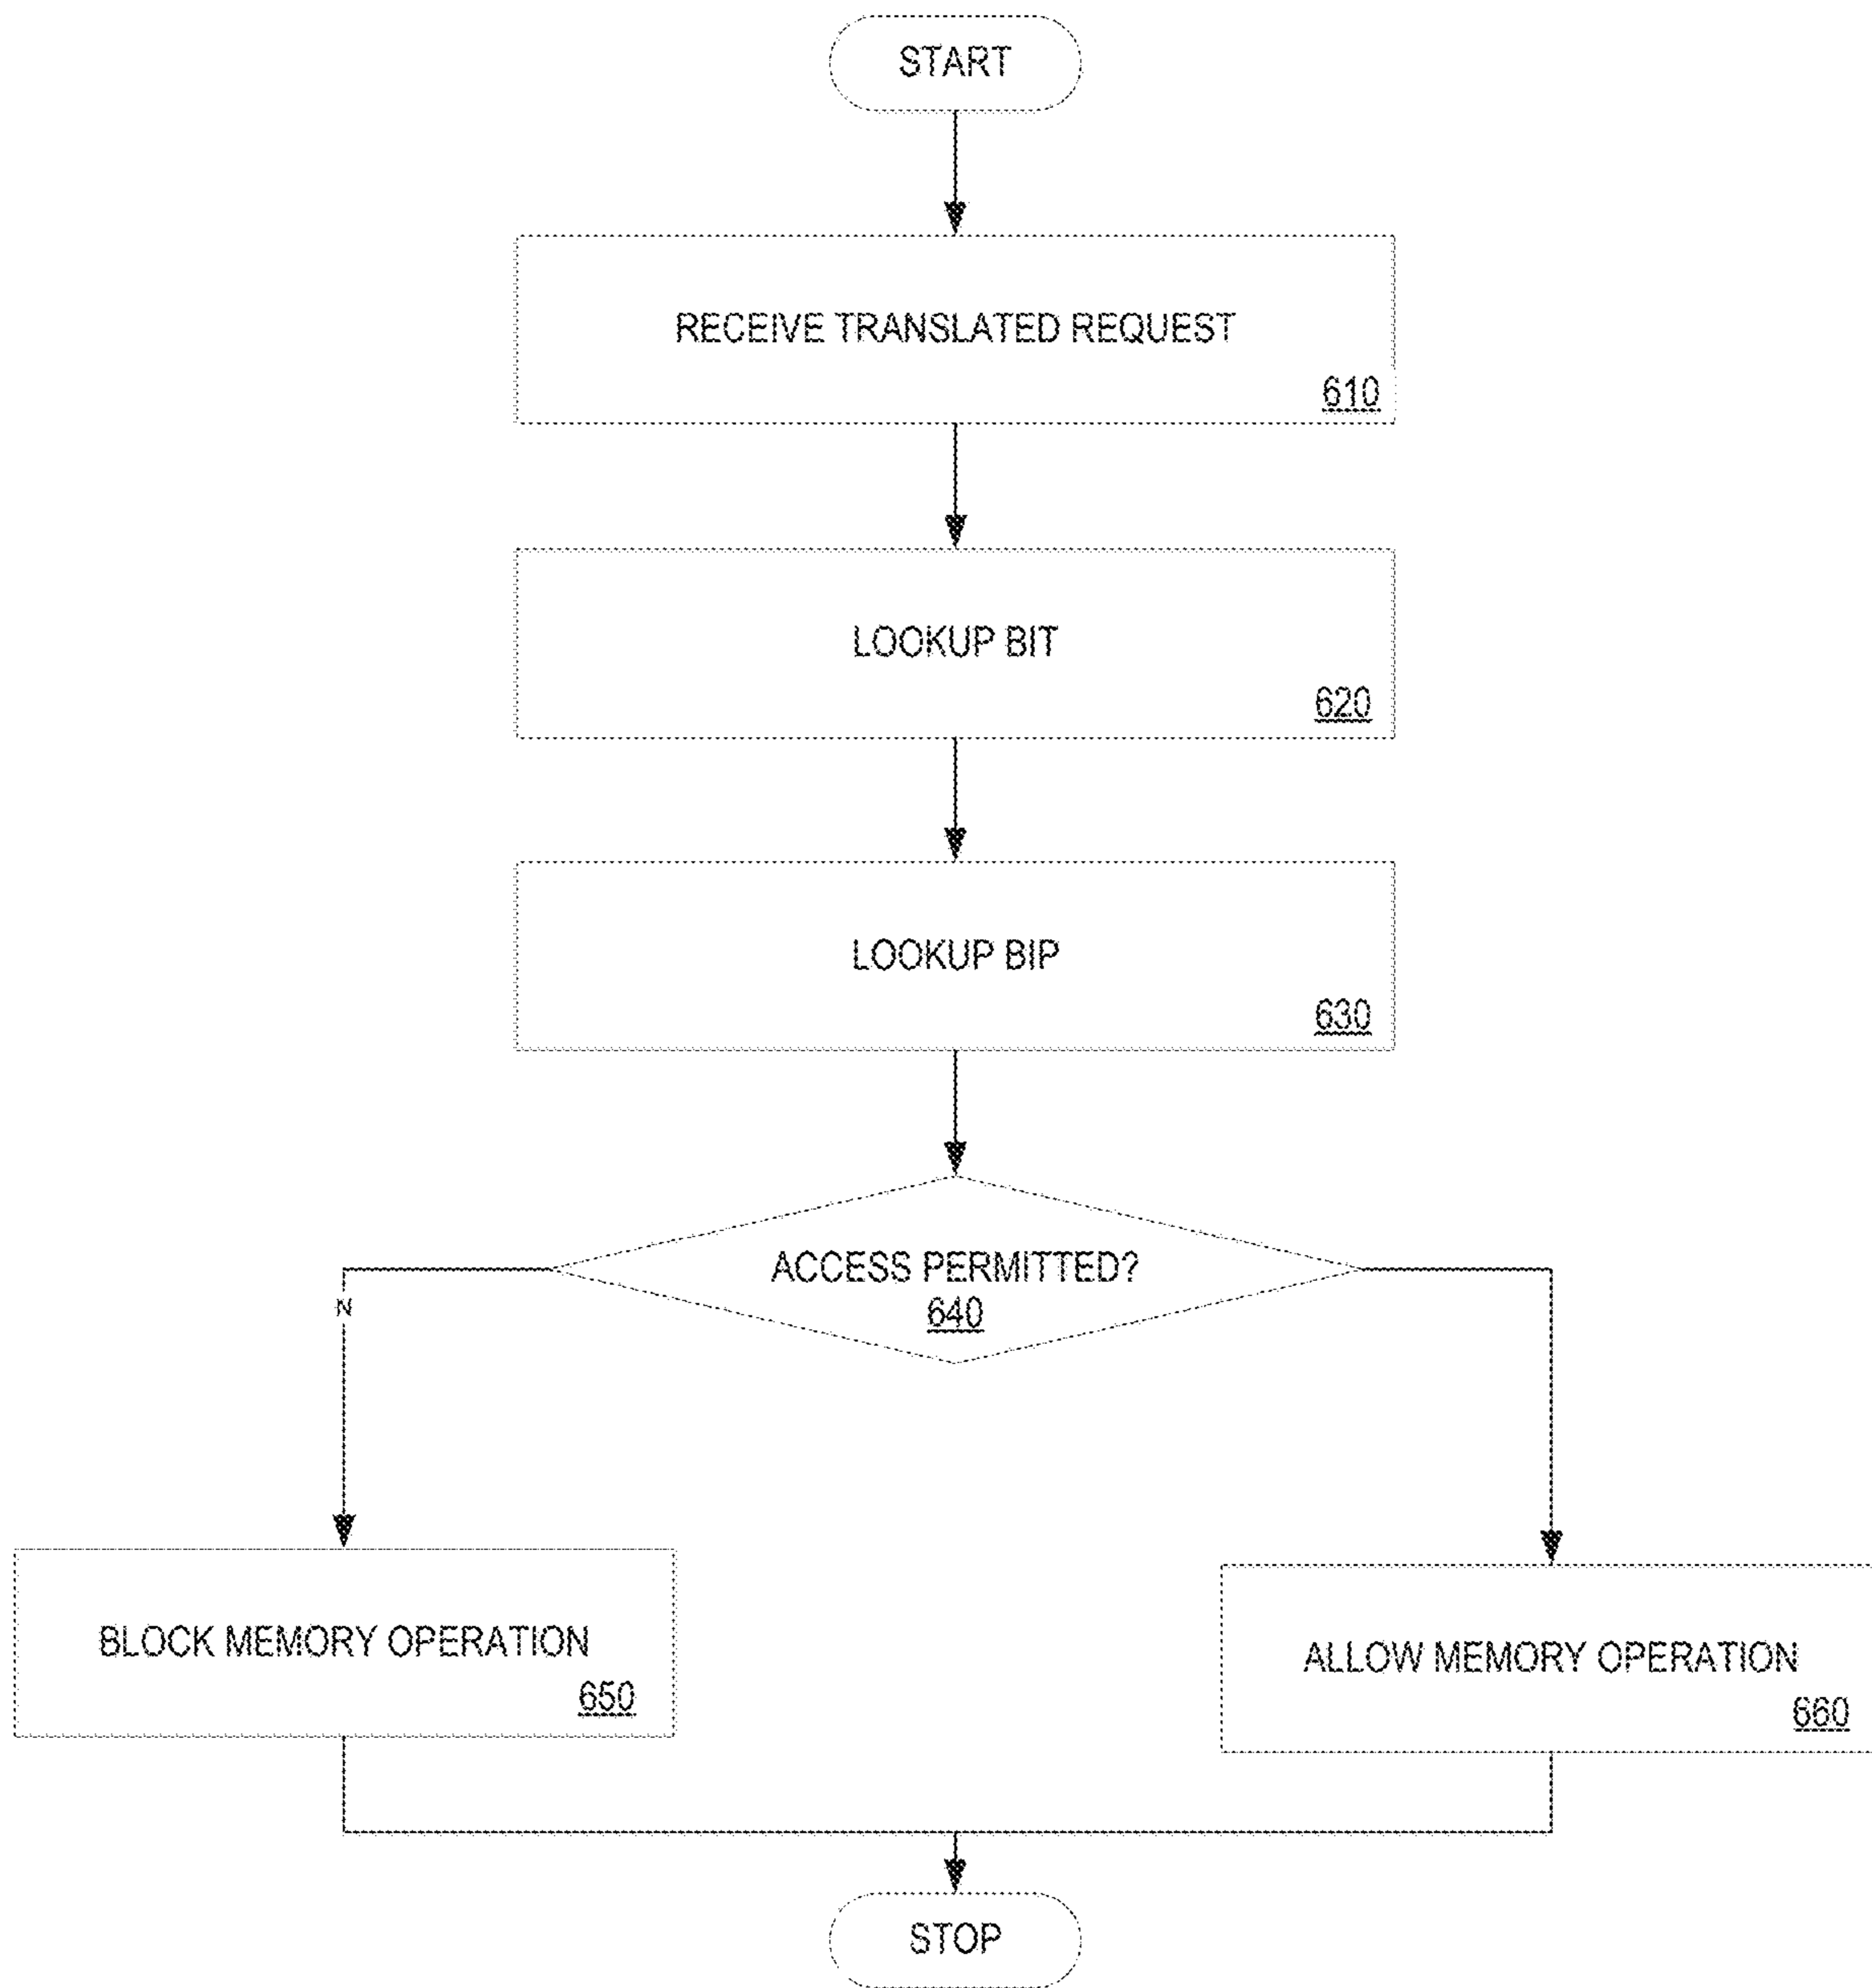 START
RECEIVE TRANSLATED REQUEST
610
LOOKUP BIT
620
LOOKUP BIP
630
ACCESS PERMITTED?
640
N
BLOCK MEMORY OPERATION
650
ALLOW MEMORY OPERATION
660
STOP